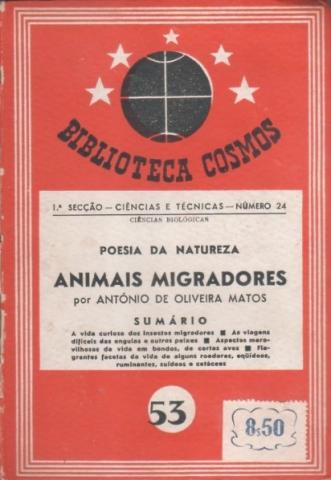 BIBLIOTECA COSMOS
1.ª SECÇÃO — CIÊNCIAS E TÉCNICAS — NÚMERO 24
CIÊNCIAS BIOLÓGICAS
POESIA DA NATUREZA
ANIMAIS MIGRADORES
por ANTÓNIO DE OLIVEIRA MATOS
SUMÁRIO
A vida curiosa dos insectos migradores ■ As viagens
difíceis das enguias e outros peixes ■ Aspectos mara-
vilhosos da vida em bandos, de certas aves ■ Fla-
grantes facetas da vida de alguns roedores, eqüídeos,
ruminantes, suídeos e cetáceos
53
8$50